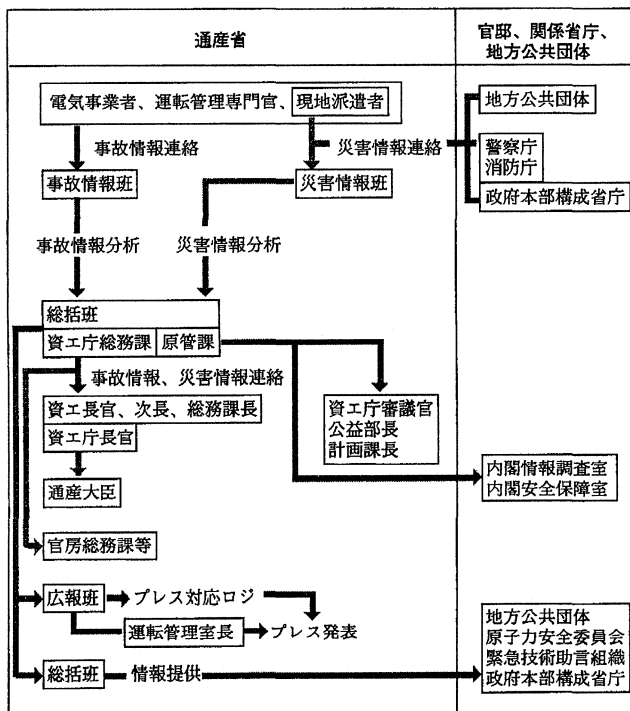 通産省
官邸、関係省庁、
地方公共団体
電気事業者、運転管理専門官、現地派遣者
地方公共団体
事故情報連絡
災害情報連絡
警察庁
消防庁
事故情報班
災害情報班
政府本部構成省庁
事故情報分析
災害情報分析
総括班
資エ庁総務課
原管課
事故情報、災害情報連絡
資エ長官、次長、総務課長
資エ庁長官
資エ庁審議官
公益部長
計画課長
通産大臣
内閣情報調査室
内閣安全保障室
官房総務課等
広報班
プレス対応ロジ
運転管理室長
プレス発表
地方公共団体
原子力安全委員会
緊急技術助言組織
政府本部構成省庁
総括班
情報提供